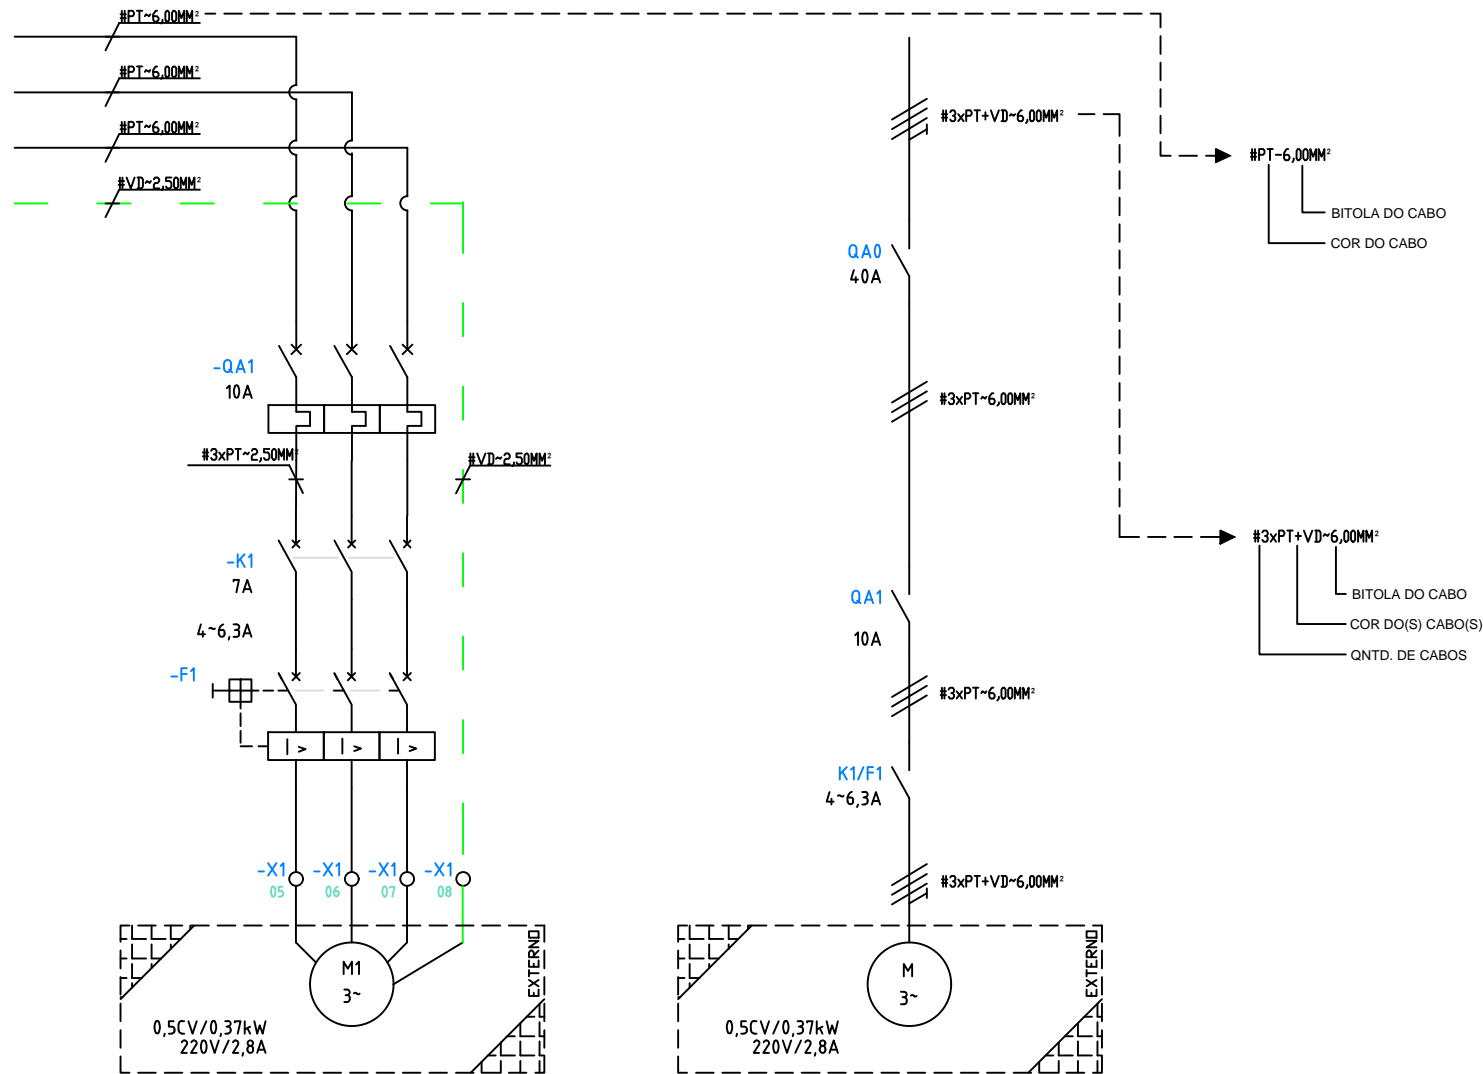 #PT~6,00MM²
#PT~6,00MM²
#PT~6,00MM²
#VD~2,50MM²
-QA1
10A
#3xPT~2,50MM²
#VD~2,50MM²
-K1
7A
4~6,3A
-F1
|>
|>
|>
-X1
05
-X1
06
-X1
07
-X1
08
M1
3~
EXTERNO
0,5CV/0,37kW
220V/2,8A
#3xPT+VD~6,00MM²
QA0
40A
#3xPT~6,00MM²
QA1
10A
#3xPT~6,00MM²
K1/F1
4~6,3A
#3xPT+VD~6,00MM²
M
3~
EXTERNO
0,5CV/0,37kW
220V/2,8A
#PT-6,00MM²
BITOLA DO CABO
COR DO CABO
#3xPT+VD~6,00MM²
BITOLA DO CABO
COR DO(S) CABO(S)
QNTD. DE CABOS